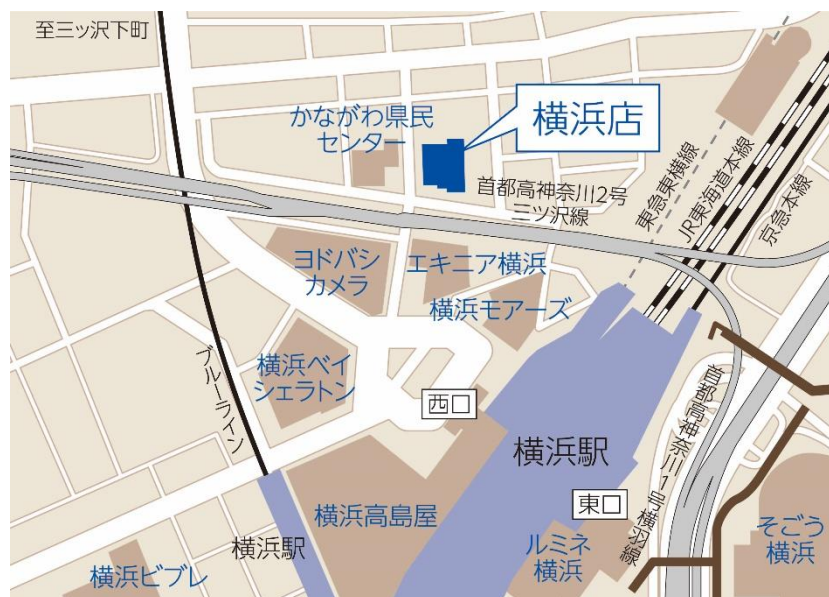 至三ッ沢下町
かながわ県民
センター
横浜店
首都高神奈川2号
三ツ沢線
東急東横線
JR東海道本線
京急本線
ヨドバシ
カメラ
エキニア横浜
横浜モアーズ
ブルーライン
横浜ベイ
シェラトン
西口
横浜駅
首都高神奈川1号横羽線
東口
横浜高島屋
ルミネ
横浜
そごう
横浜
横浜駅
横浜ビブレ